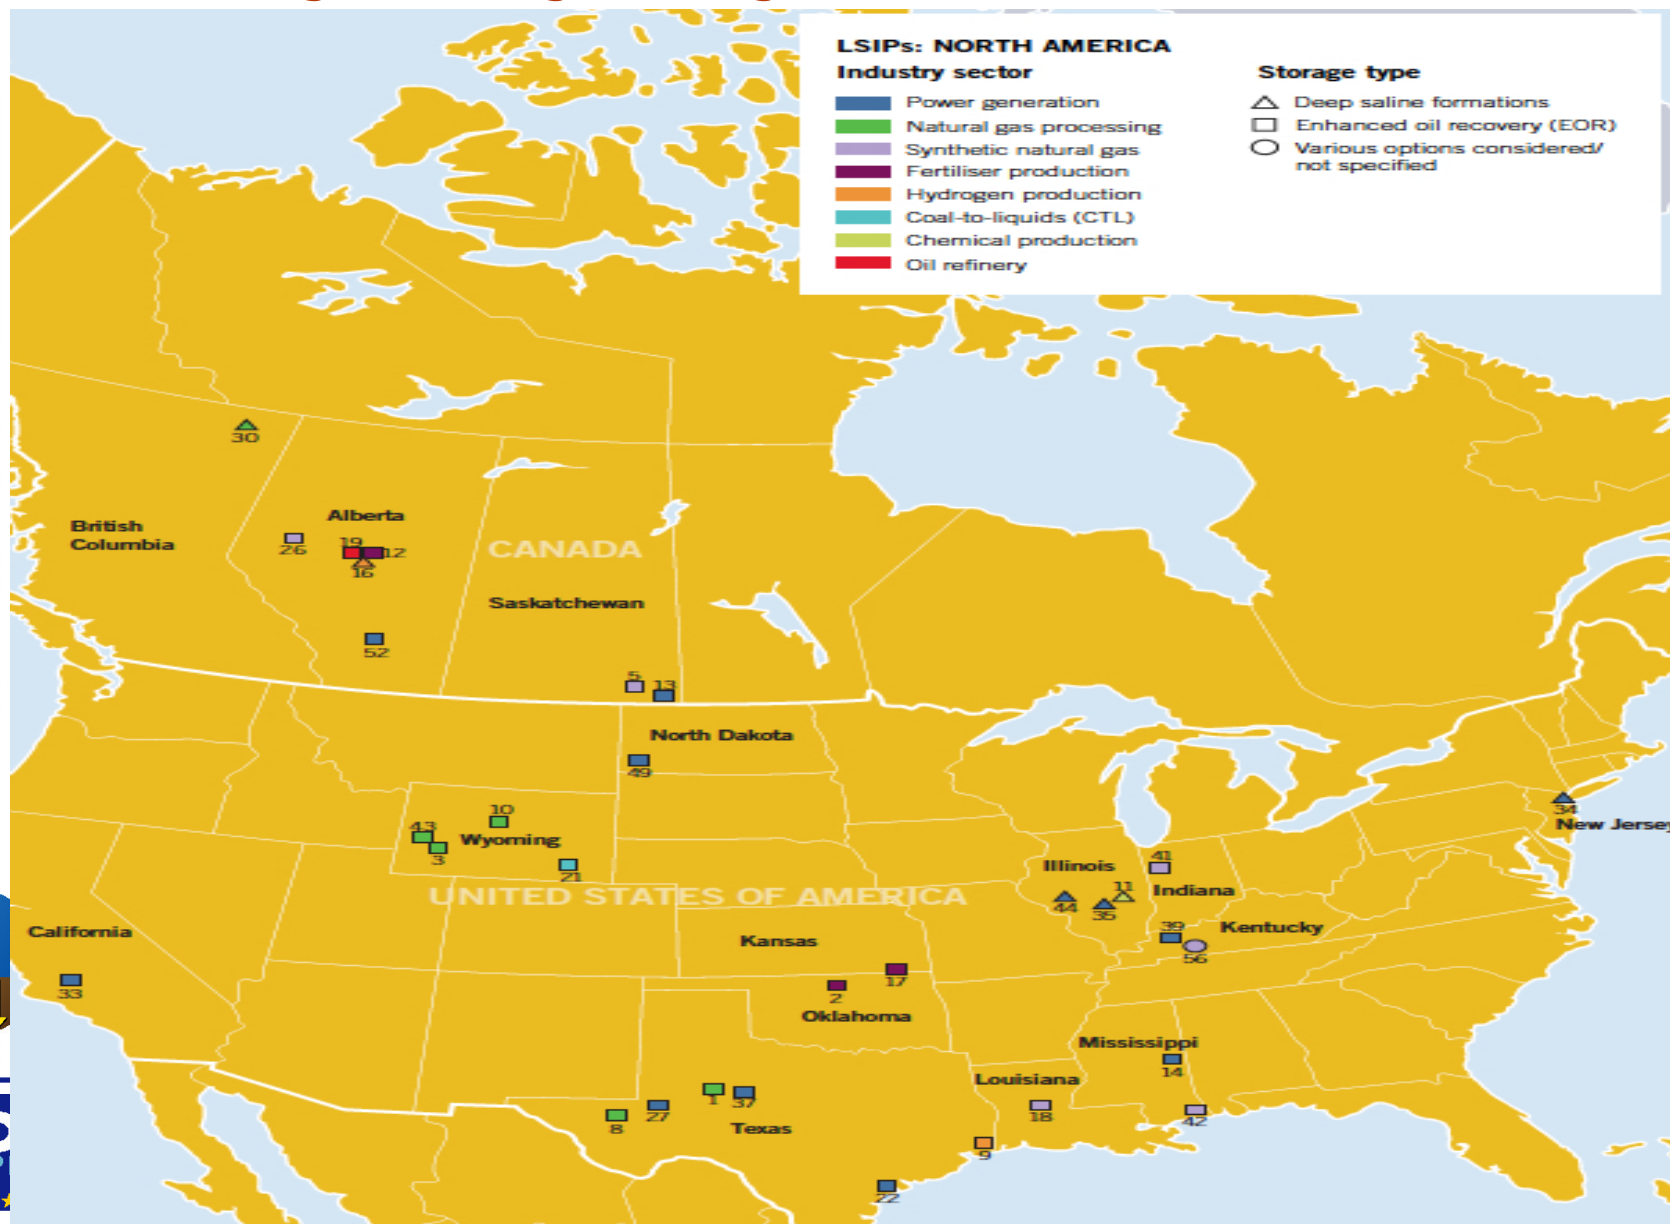 LSIPs: NORTH AMERICA
Industry sector
Power generation
Natural gas processing
Synthetic natural gas
Fertiliser production
Hydrogen production
Coal-to-liquids (CTL)
Chemical production
Oil refinery
Storage type
Deep saline formations
Enhanced oil recovery (EOR)
Various options considered/
not specified
30
British
Columbia
Alberta
26
19
12
16
CANADA
Saskatchewan
52
5
13
North Dakota
49
10
43
Wyoming
3
21
UNITED STATES OF AMERICA
34
New Jersey
Illinois
41
11
Indiana
44
35
39
Kentucky
56
California
33
Kansas
17
2
Oklahoma
Mississippi
14
Louisiana
18
42
1
37
27
8
Texas
9
22